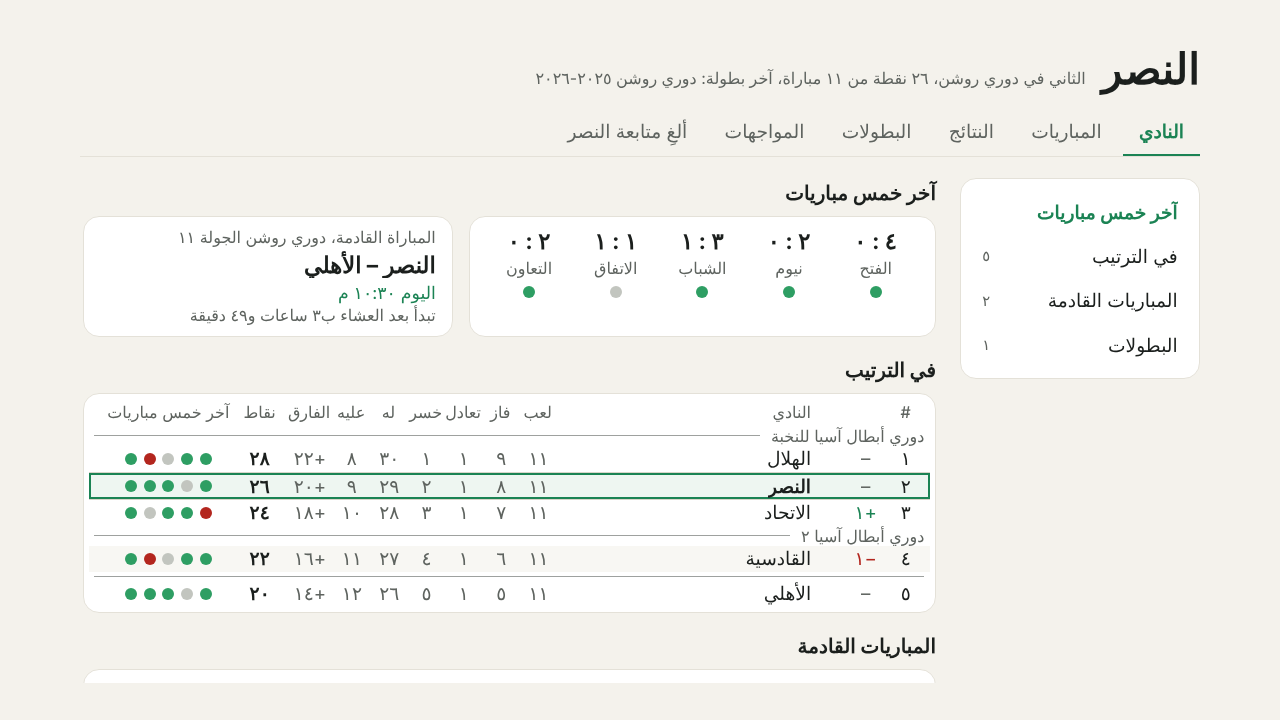 النصر
الثاني في دوري روشن، ٢٦ نقطة من ١١ مباراة، آخر بطولة: دوري روشن ٢٠٢٥-٢٠٢٦
النادي المباريات النتائج البطولات المواجهات ألغِ متابعة النصر
آخر خمس مباريات
في الترتيب ٥
المباريات القادمة ٢
البطولات ١
آخر خمس مباريات
٤ : ٠ ٢ : ٠ ٣ : ١ ١ : ١ ٢ : ٠
الفتح نيوم الشباب الاتفاق التعاون
المباراة القادمة، دوري روشن الجولة ١١
النصر – الأهلي
اليوم ١٠:٣٠ م
تبدأ بعد العشاء ب٣ ساعات و٤٩ دقيقة
في الترتيب
# النادي لعب فاز تعادل خسر له عليه الفارق نقاط آخر خمس مباريات
دوري أبطال آسيا للنخبة
١ – الهلال ١١ ٩ ١ ١ ٣٠ ٨ +٢٢ ٢٨
٢ – النصر ١١ ٨ ١ ٢ ٢٩ ٩ +٢٠ ٢٦
٣ +١ الاتحاد ١١ ٧ ١ ٣ ٢٨ ١٠ +١٨ ٢٤
دوري أبطال آسيا ٢
٤ −١ القادسية ١١ ٦ ١ ٤ ٢٧ ١١ +١٦ ٢٢
٥ – الأهلي ١١ ٥ ١ ٥ ٢٦ ١٢ +١٤ ٢٠
المباريات القادمة